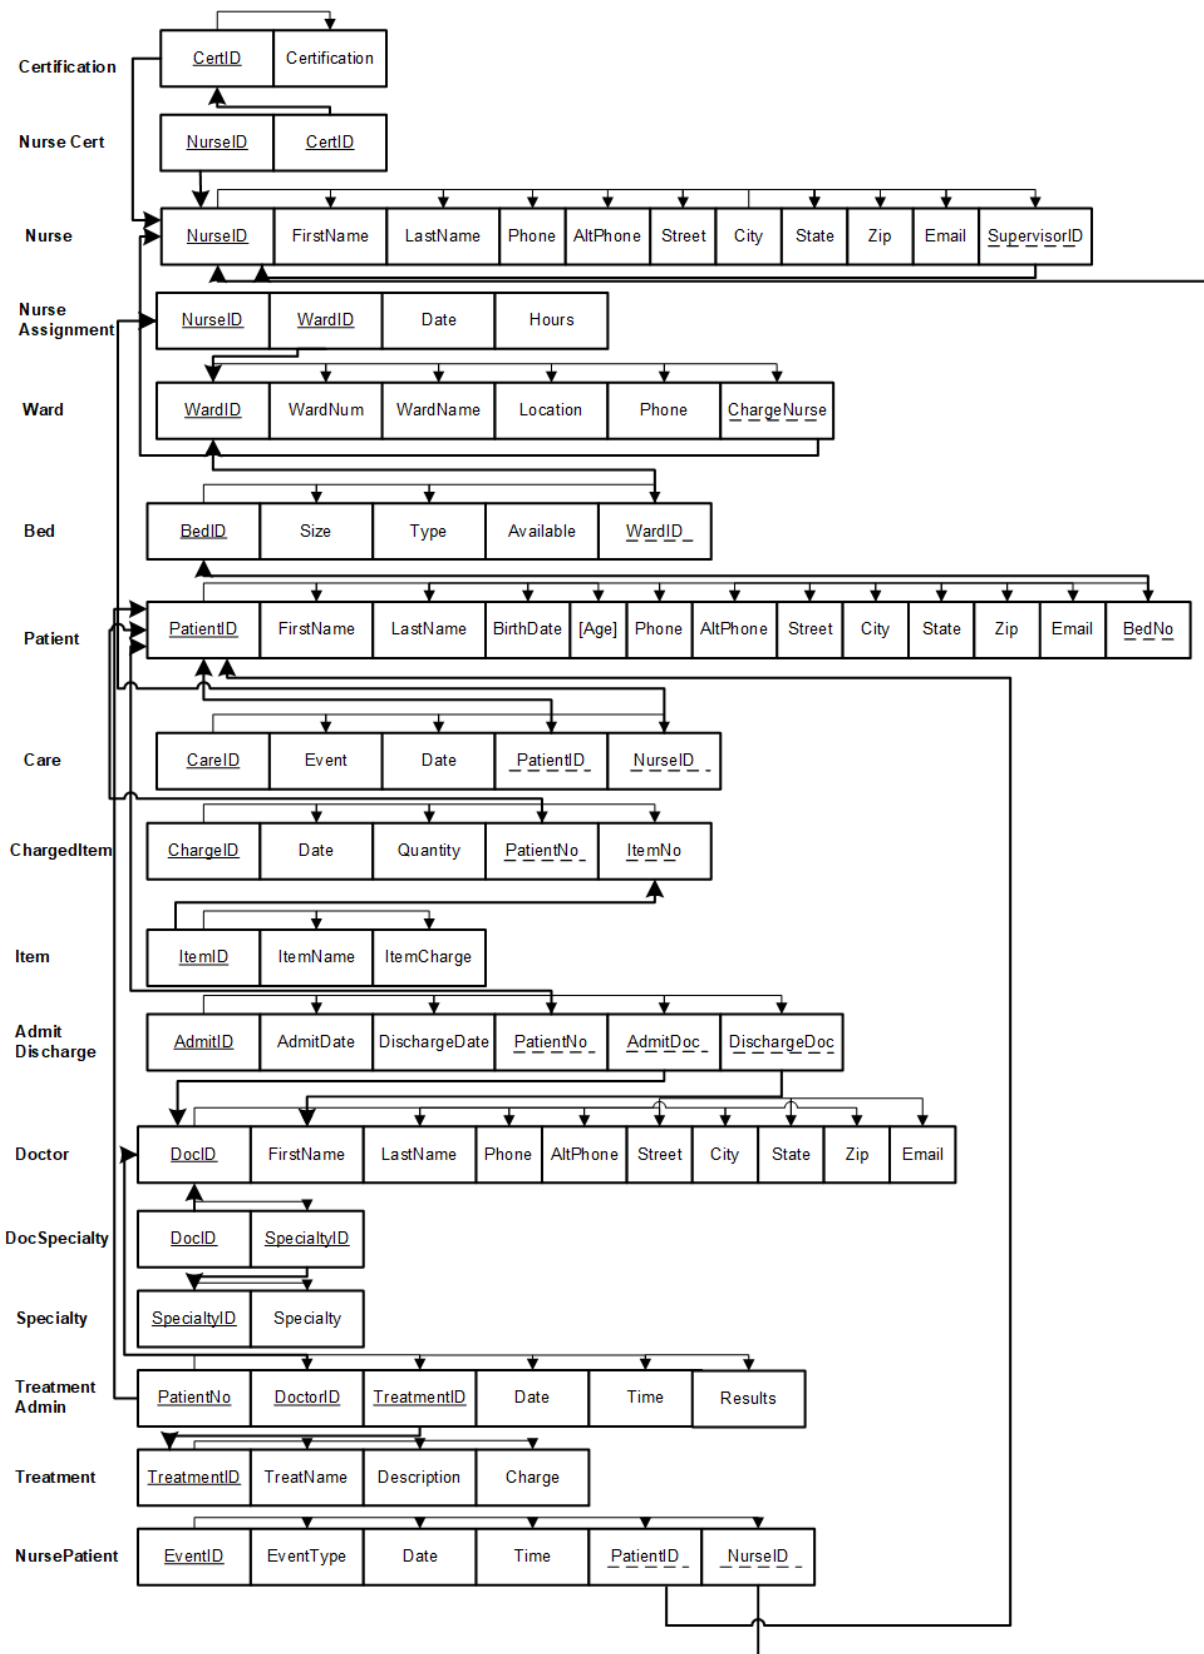 Certification
CertID Certification
Nurse Cert
NurseID CertID
Nurse
NurseID FirstName LastName Phone AltPhone Street City State Zip Email SupervisorID
Nurse
Assignment
NurseID WardID Date Hours
Ward
WardID WardNum WardName Location Phone ChargeNurse
Bed
BedID Size Type Available WardID
Patient
PatientID FirstName LastName BirthDate [Age] Phone AltPhone Street City State Zip Email BedNo
Care
CareID Event Date PatientID NurseID
ChargedItem
ChargeID Date Quantity PatientNo ItemNo
Item
ItemID ItemName ItemCharge
Admit
Discharge
AdmitID AdmitDate DischargeDate PatientNo AdmitDoc DischargeDoc
Doctor
DocID FirstName LastName Phone AltPhone Street City State Zip Email
DocSpecialty
DocID SpecialtyID
Specialty
SpecialtyID Specialty
Treatment
Admin
PatientNo DoctorID TreatmentID Date Time Results
Treatment
TreatmentID TreatName Description Charge
NursePatient
EventID EventType Date Time PatientID NurseID